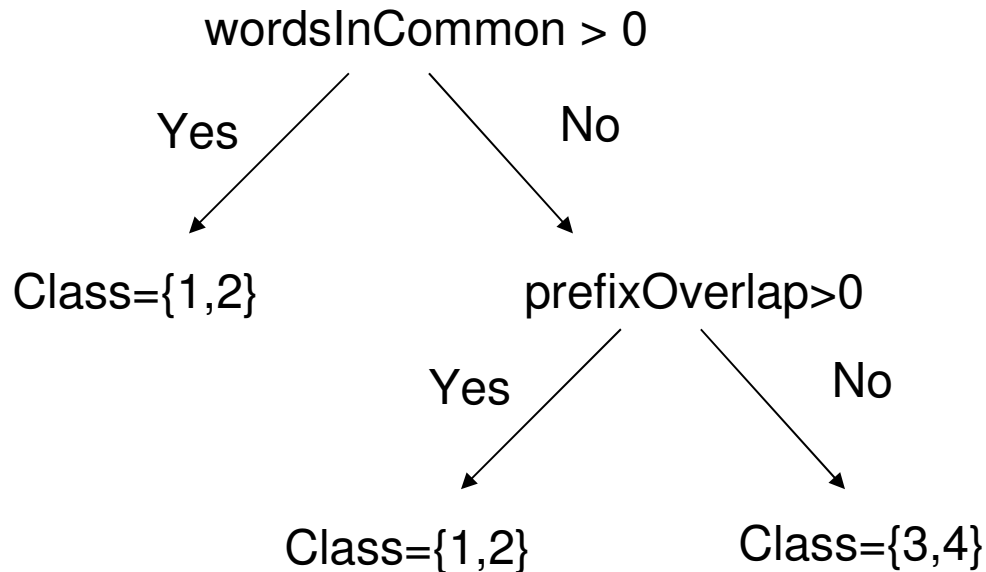 wordsInCommon > 0
Yes
No
Class={1,2}
prefixOverlap>0
Yes
No
Class={1,2}
Class={3,4}